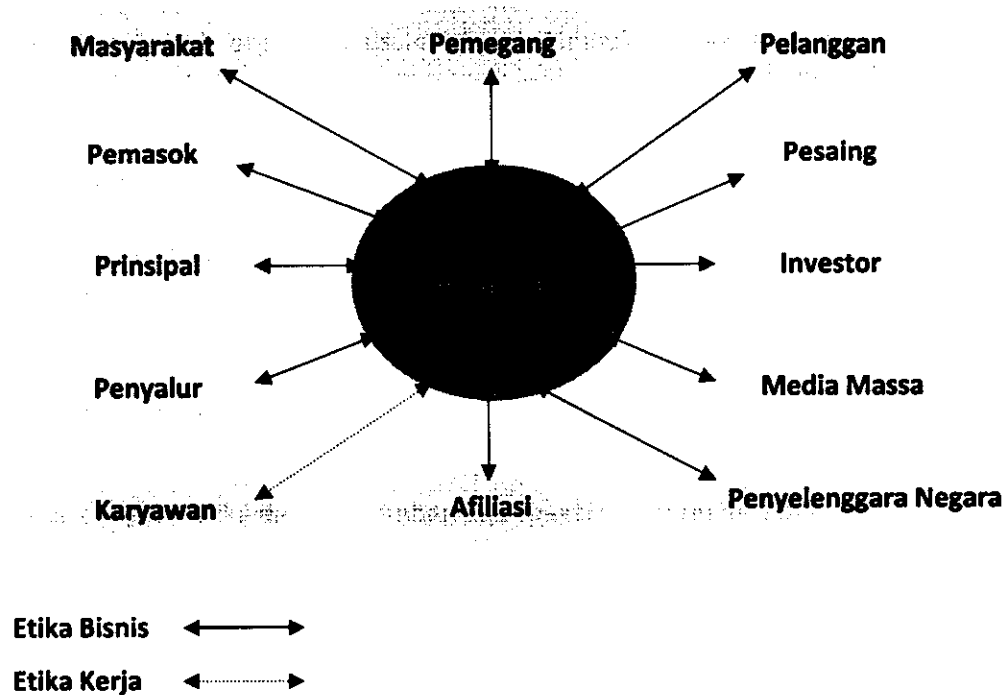 Masyarakat
Pemegang
Pelanggan
Pemasok
Pesaing
Prinsipal
Investor
Penyalur
Media Massa
Karyawan
Afiliasi
Penyelenggara Negara
Etika Bisnis
Etika Kerja